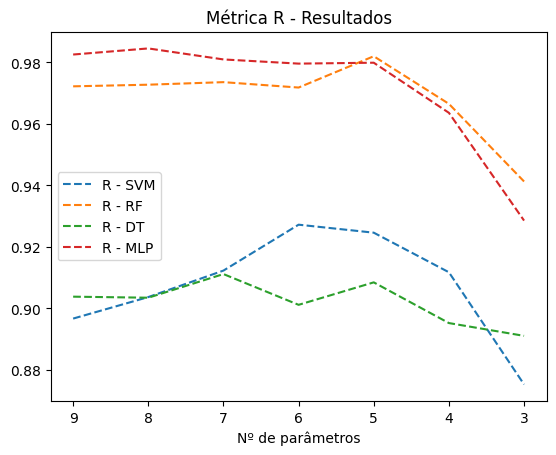 Métrica R - Resultados
0.98
0.96
0.94
0.92
0.90
0.88
R - SVM
R - RF
R - DT
R - MLP
9 8 7 6 5 4 3
Nº de parâmetros